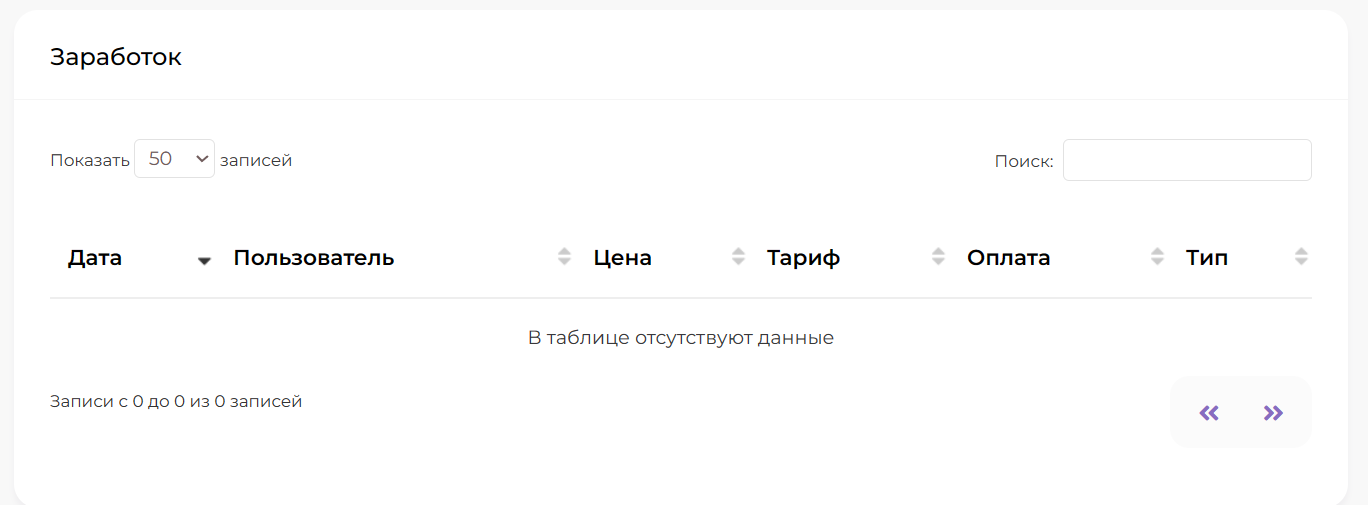 Заработок
Показать 50 записей
Поиск:
Дата Пользователь Цена Тариф Оплата Тип
В таблице отсутствуют данные
Записи с 0 до 0 из 0 записей